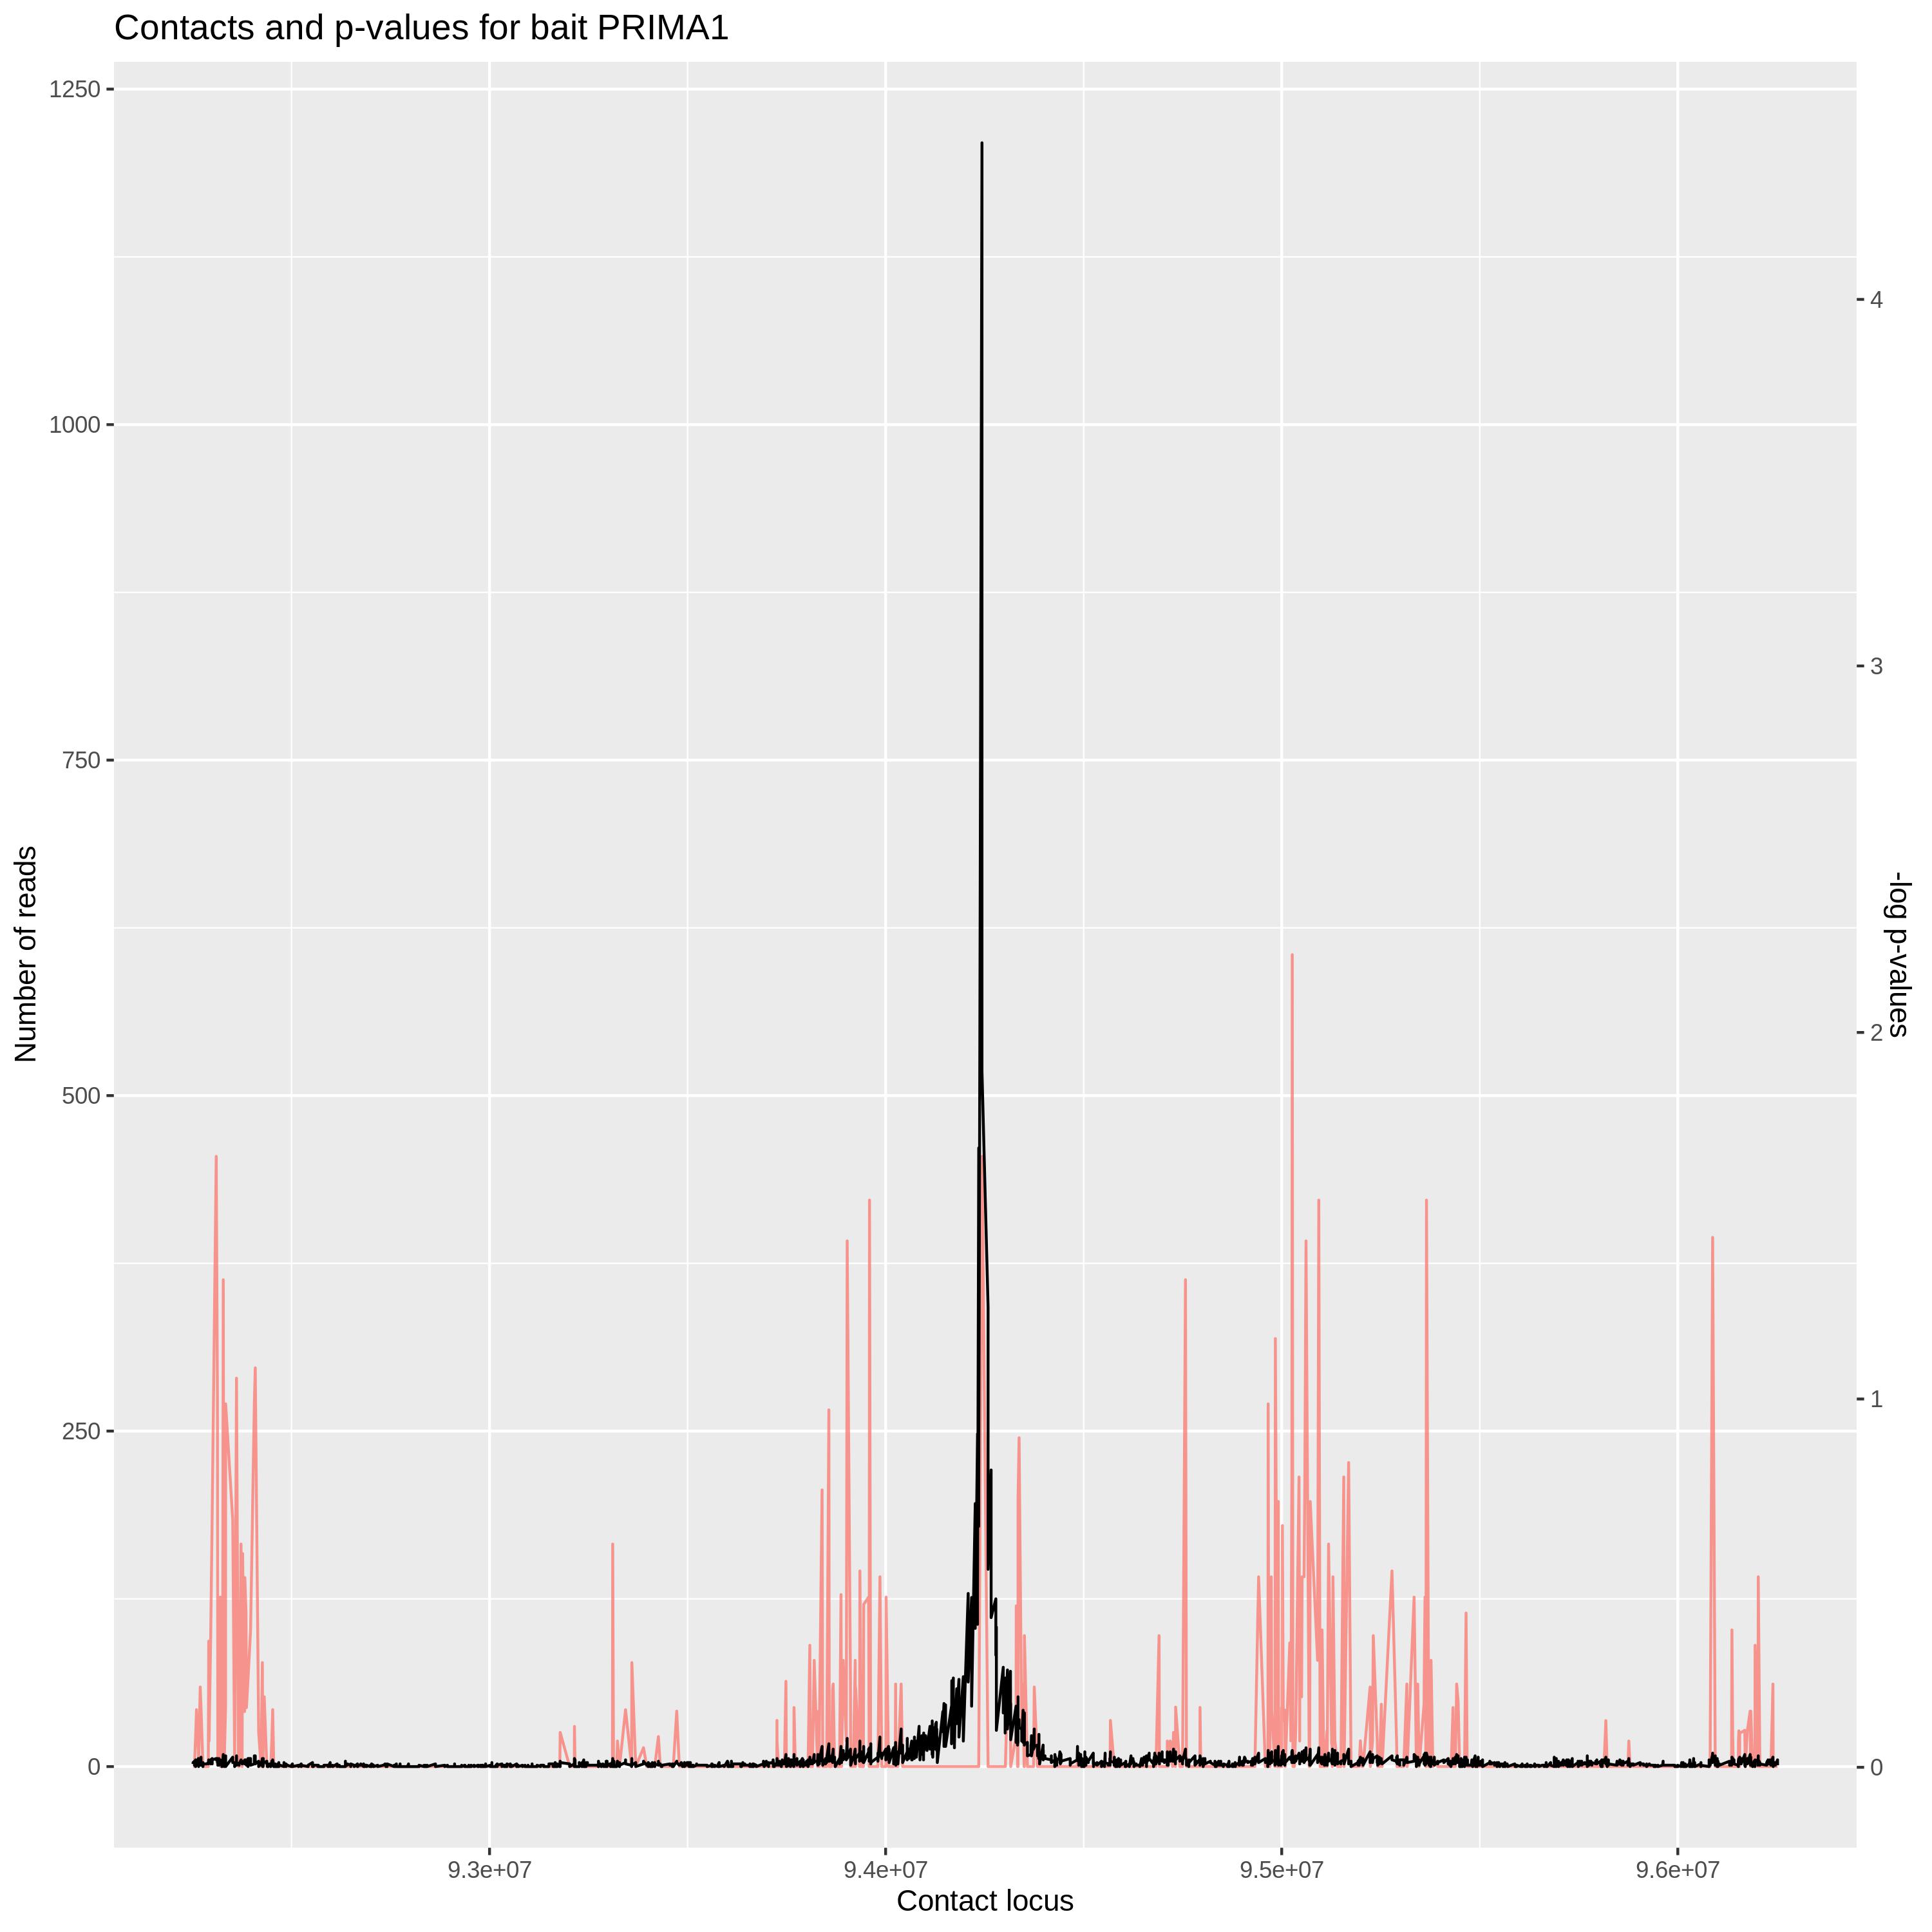 Contacts and p-values for bait PRIMA1
1250
1000
750
500
250
0
Number of reads
4
3
2
1
0
-log p-values
9.3e+07
9.4e+07
9.5e+07
9.6e+07
Contact locus